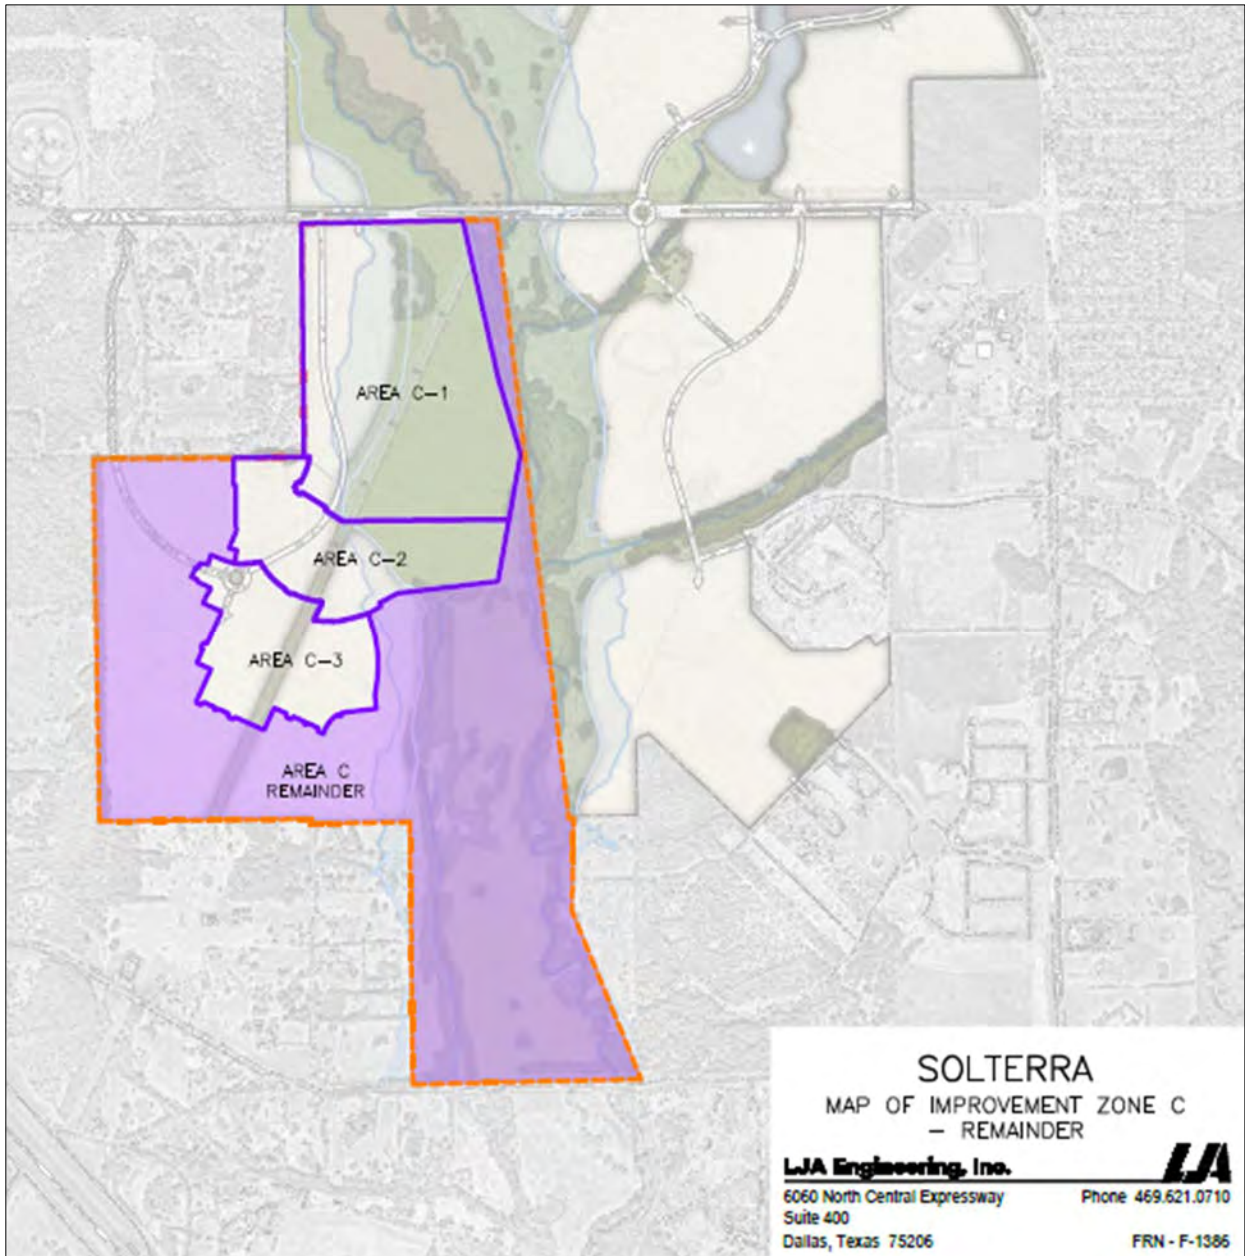 AREA C-1
AREA C-2
AREA C-3
AREA C
REMAINDER
SOLTERRA
MAP OF IMPROVEMENT ZONE C
- REMAINDER
LJA Engineering, Inc.
LJA
6060 North Central Expressway
Phone 469.621.0710
Suite 400
Dallas, Texas 75206
FRN - F-1386